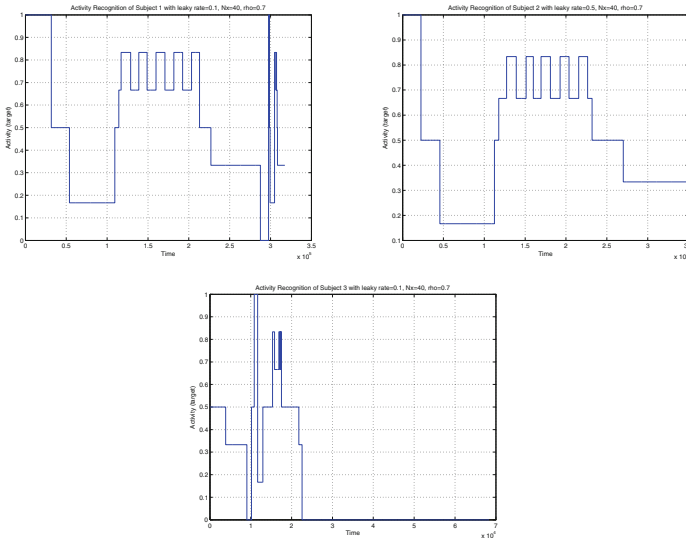 Activity Recognition of Subject 1 with leaky rate=0.1, Nx=40, rho=0.7
1
0.9
0.8
0.7
0.6
0.5
0.4
0.3
0.2
0.1
0
Activity (target)
0 0.5 1 1.5 2 2.5 3 3.5
Time
x 10
Activity Recognition of Subject 2 with leaky rate=0.5, Nx=40, rho=0.7
1
0.9
0.8
0.7
0.6
0.5
0.4
0.3
0.2
0.1
Activity (target)
0 0.5 1 1.5 2 2.5 3 3.5
Time
x 10
Activity Recognition of Subject 3 with leaky rate=0.1, Nx=40, rho=0.7
1
0.9
0.8
0.7
0.6
0.5
0.4
0.3
0.2
0.1
0
Activity (target)
0 1 2 3 4 5 6 7
Time
x 10